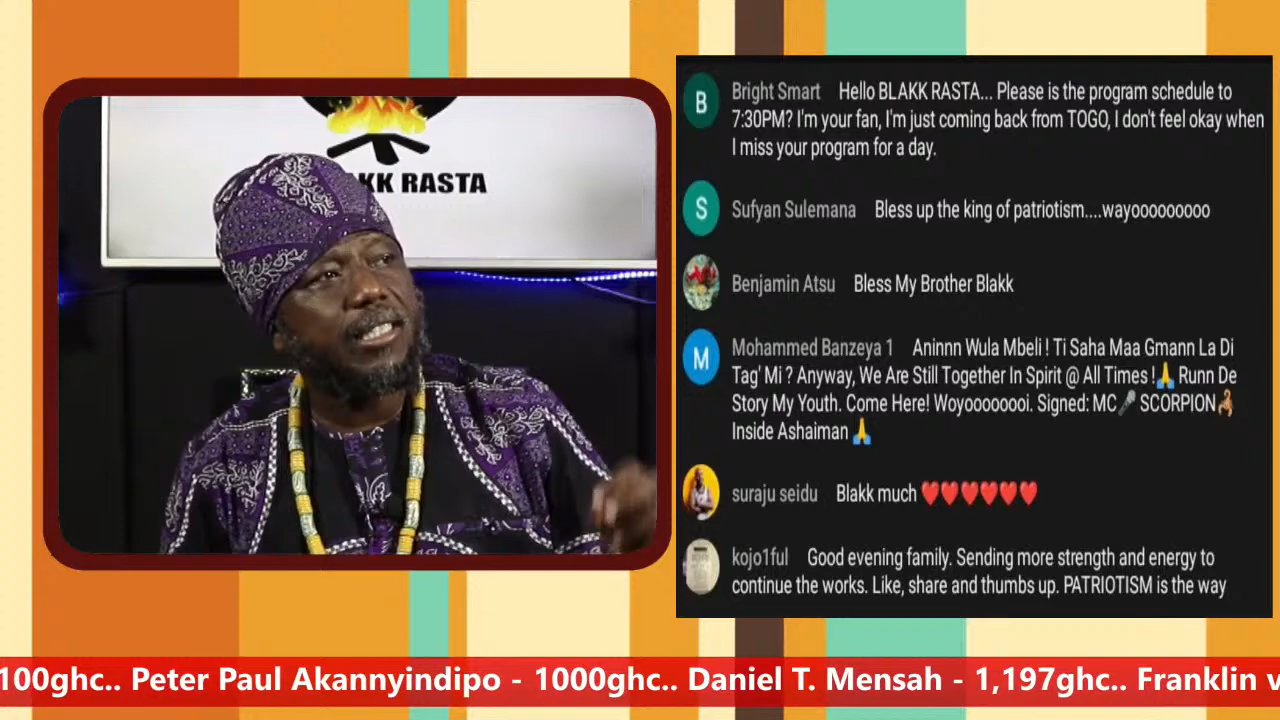 KK RASTA
Bright Smart Hello BLAKK RASTA... Please is the program schedule to
7:30PM? I'm your fan, I'm just coming back from TOGO, I don't feel okay when
I miss your program for a day.
Sufyan Sulemana Bless up the king of patriotism....wayooooooooo
Benjamin Atsu Bless My Brother Blakk
Mohammed Banzeya 1 Aninnn Wula Mbeli ! Ti Saha Maa Gmann La Di
Tag' Mi ? Anyway, We Are Still Together In Spirit @ All Times !🙏 Runn De
Story My Youth. Come Here! Woyoooooooi. Signed: MC🎤 SCORPION🦂
Inside Ashaiman 🙏
suraju seidu Blakk much ❤️❤️❤️❤️❤️❤️
kojo1ful Good evening family. Sending more strength and energy to
continue the works. Like, share and thumbs up. PATRIOTISM is the way
B
S
M
100ghc.. Peter Paul Akannyindipo - 1000ghc.. Daniel T. Mensah - 1,197ghc.. Franklin